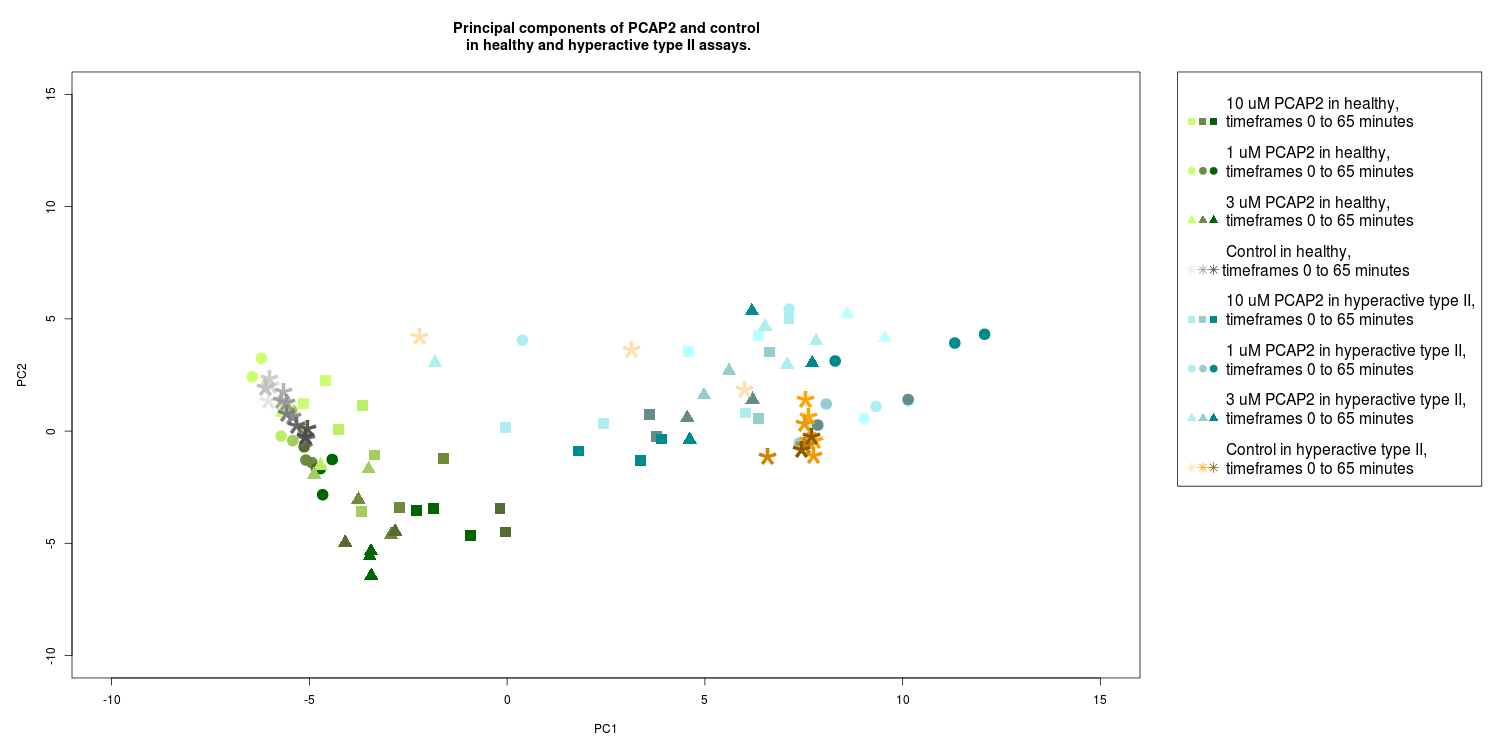 Principal components of PCAP2 and control
in healthy and hyperactive type II assays.
15
10
5
0
-5
-10
PC2
-10
-5
0
5
10
15
PC1
10 uM PCAP2 in healthy,
timeframes 0 to 65 minutes
1 uM PCAP2 in healthy,
timeframes 0 to 65 minutes
3 uM PCAP2 in healthy,
timeframes 0 to 65 minutes
Control in healthy,
timeframes 0 to 65 minutes
10 uM PCAP2 in hyperactive type II,
timeframes 0 to 65 minutes
1 uM PCAP2 in hyperactive type II,
timeframes 0 to 65 minutes
3 uM PCAP2 in hyperactive type II,
timeframes 0 to 65 minutes
Control in hyperactive type II,
timeframes 0 to 65 minutes